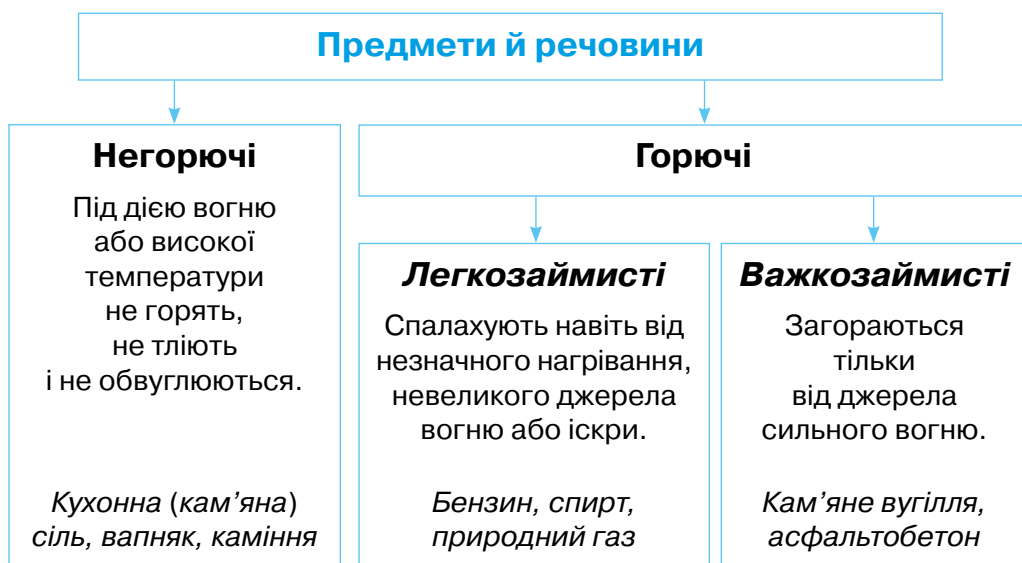 Предмети й речовини
Негорючі
Під дією вогню
або високої
температури
не горять,
не тліють
і не обвуглюються.
Кухонна (кам’яна)
сіль, вапняк, каміння
Горючі
Легкозаймисті
Спалахують навіть від
незначного нагрівання,
невеликого джерела
вогню або іскри.
Бензин, спирт,
природний газ
Важкозаймисті
Загораються
тільки
від джерела
сильного вогню.
Кам’яне вугілля,
асфальтобетон